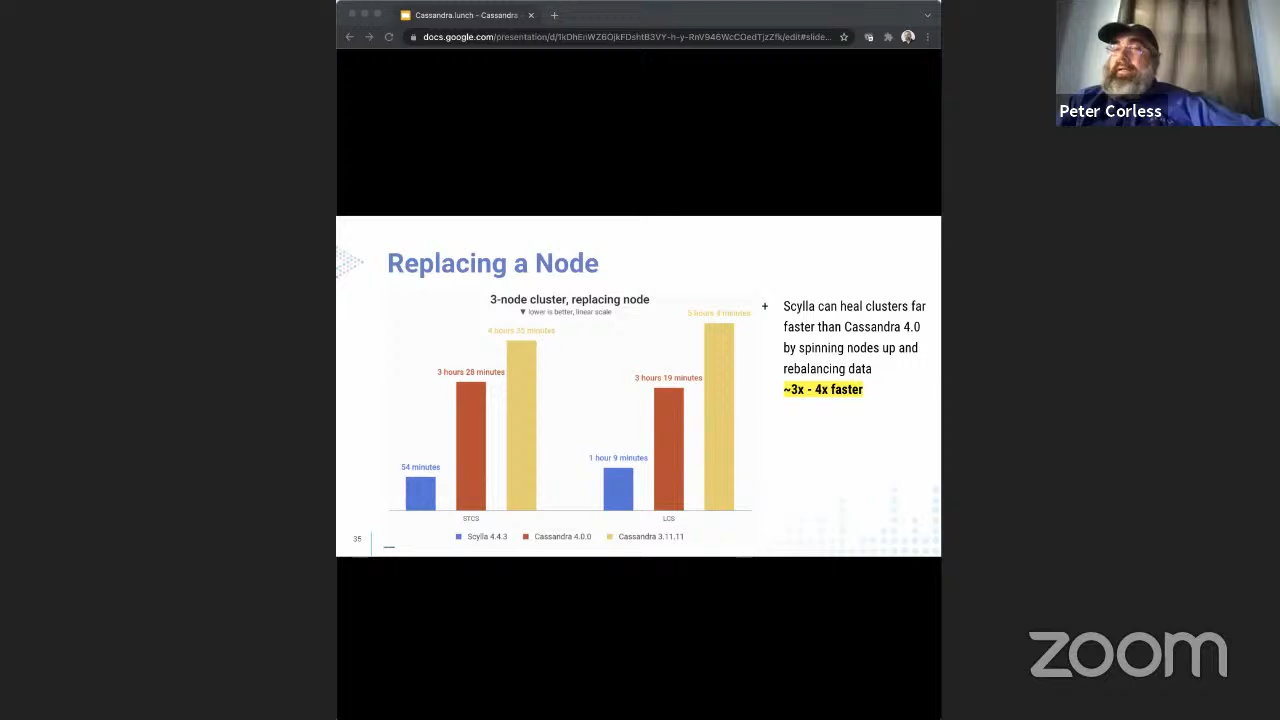 Cassandra.lunch - Cassandra
docs.google.com/presentation/d/1kDhEnWZ6OjkFDshtB3VY-h-y-RnV946WcCOedTjzZfk/edit#slide...
Peter Corless
Replacing a Node
3-node cluster, replacing node
▼ lower is better, linear scale
5 hours 4 minutes
4 hours 35 minutes
3 hours 28 minutes
3 hours 19 minutes
1 hour 9 minutes
54 minutes
STCS
LCS
Scylla 4.4.3
Cassandra 4.0.0
Cassandra 3.11.11
+ Scylla can heal clusters far
faster than Cassandra 4.0
by spinning nodes up and
rebalancing data
~3x - 4x faster
35
zoom